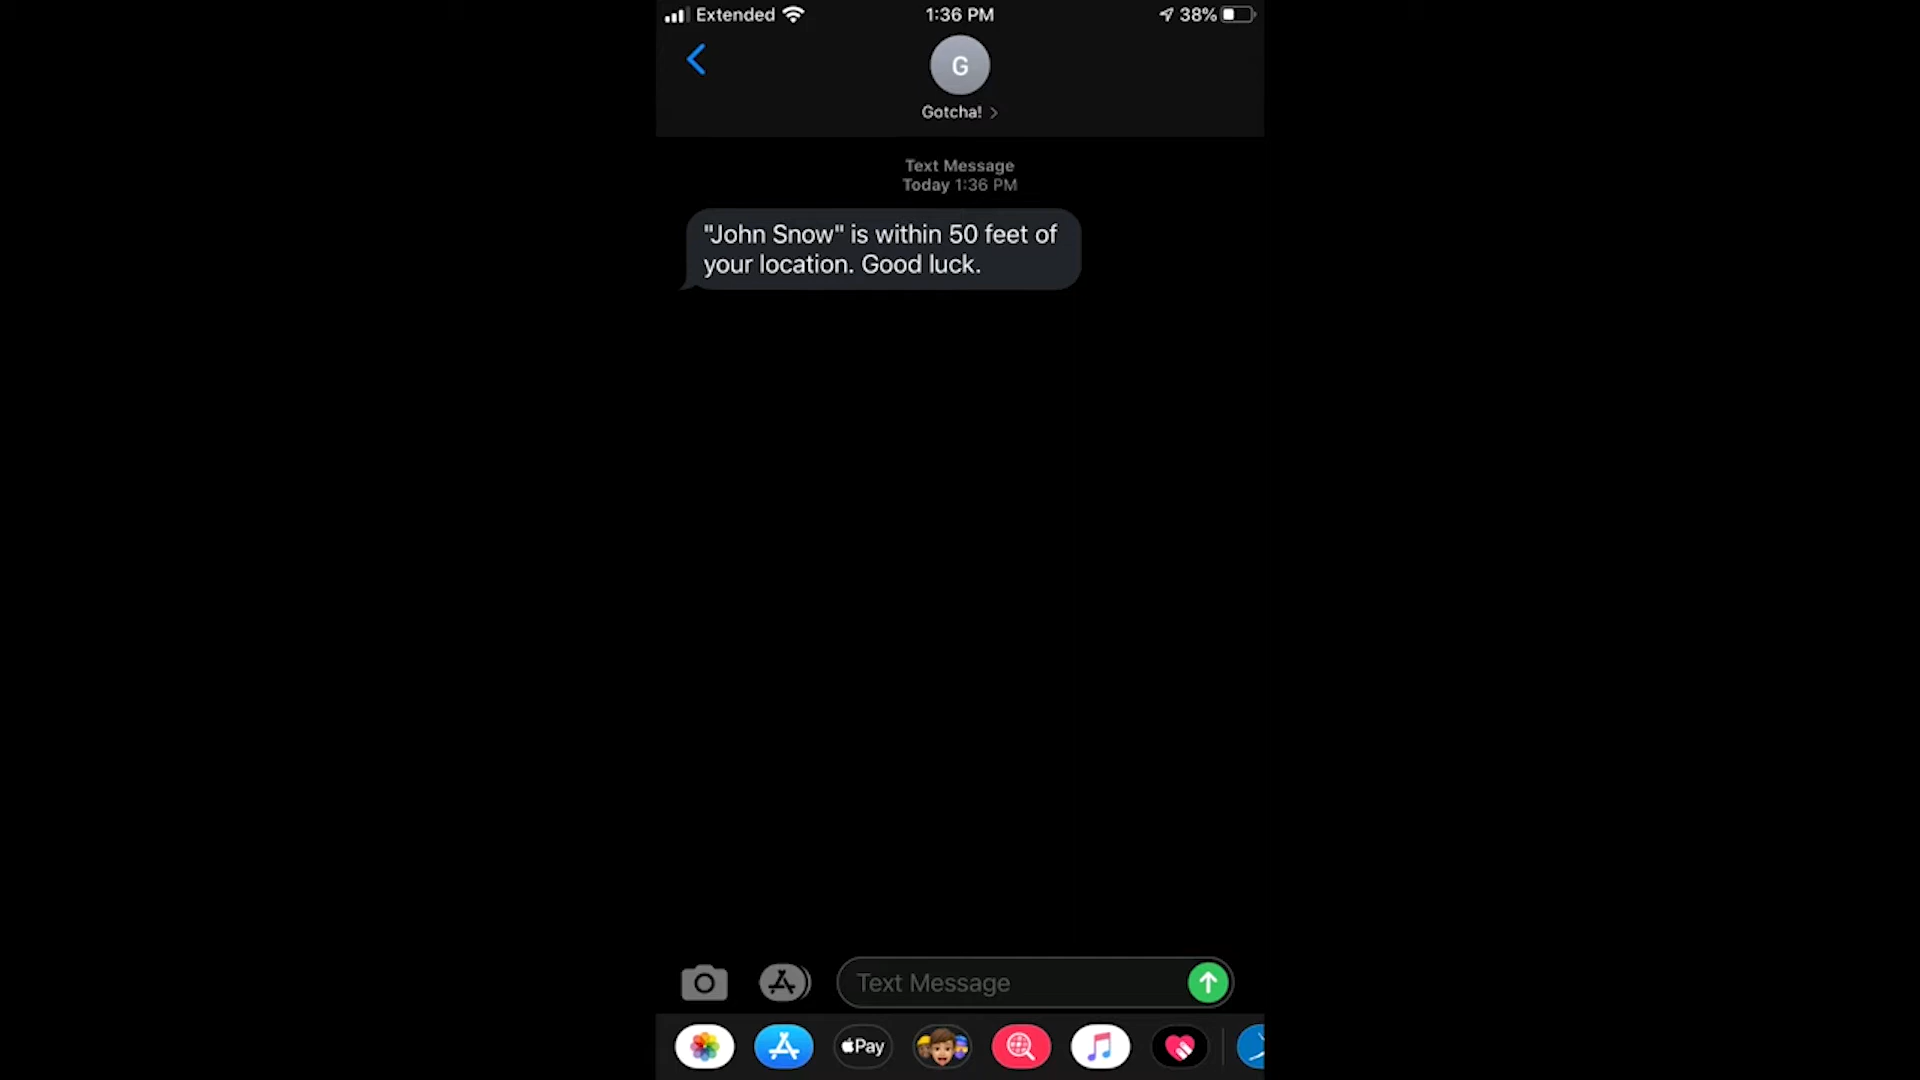 Extended 1:36 PM 38%
G
Gotcha!
Text Message
Today 1:36 PM
"John Snow" is within 50 feet of
your location. Good luck.
Text Message
Pay